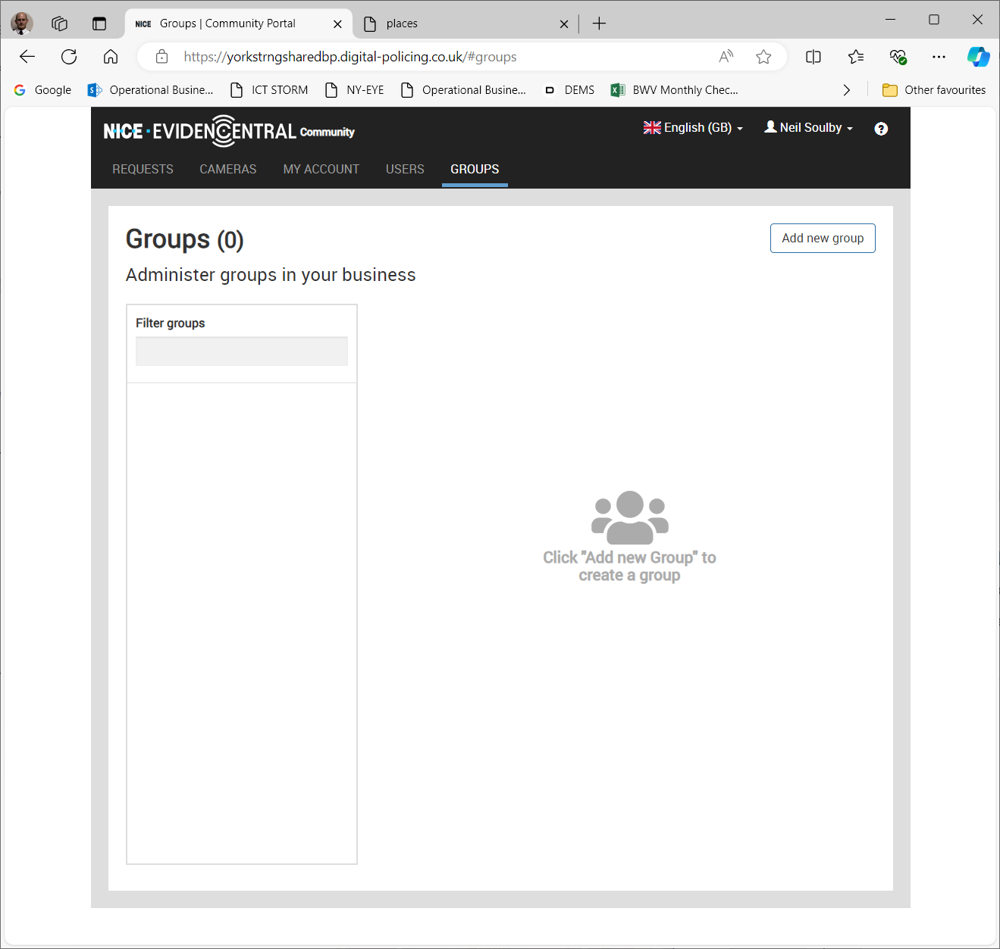 NICE Groups | Community Portal
places
https://yorkstrngsharedbp.digital-policing.co.uk/#groups
Google
Operational Busine...
ICT STORM
NY-EYE
Operational Busine...
DEMS
BWV Monthly Chec...
Other favourites
NICE · EVIDENCENTRAL Community
English (GB)
Neil Soulby
?
REQUESTS
CAMERAS
MY ACCOUNT
USERS
GROUPS
Groups (0)
Add new group
Administer groups in your business
Filter groups
Click "Add new Group" to
create a group